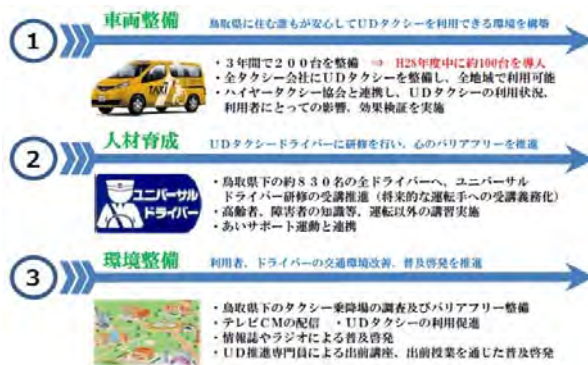 1
車両整備 鳥取県に住む誰もが安心してUDタクシーを利用できる環境を構築
・3年間で200台を整備 ⇒ H28年度中に約100台を導入
・全タクシー会社にUDタクシーを整備し、全地域で利用可能
・ハイヤータクシー協会と連携し、UDタクシーの利用状況、
利用者にとっての影響、効果検証を実施
TAXI
2
人材育成 UDタクシードライバーに研修を行い、心のバリアフリーを推進
ユニバーサル
ドライバー
・鳥取県下の約830名の全ドライバーへ、ユニバーサル
ドライバー研修の受講推進(将来的な運転手への受講義務化)
・高齢者、障害者の知識等、運転以外の講習実施
・あいサポート運動と連携
3
環境整備 利用者、ドライバーの交通環境改善、普及啓発を推進
・鳥取県下のタクシー乗降場の調査及びバリアフリー整備
・テレビCMの配信 ・UDタクシーの利用促進
・情報誌やラジオによる普及啓発
・UD推進専門員による出前講座、出前授業を通じた普及啓発